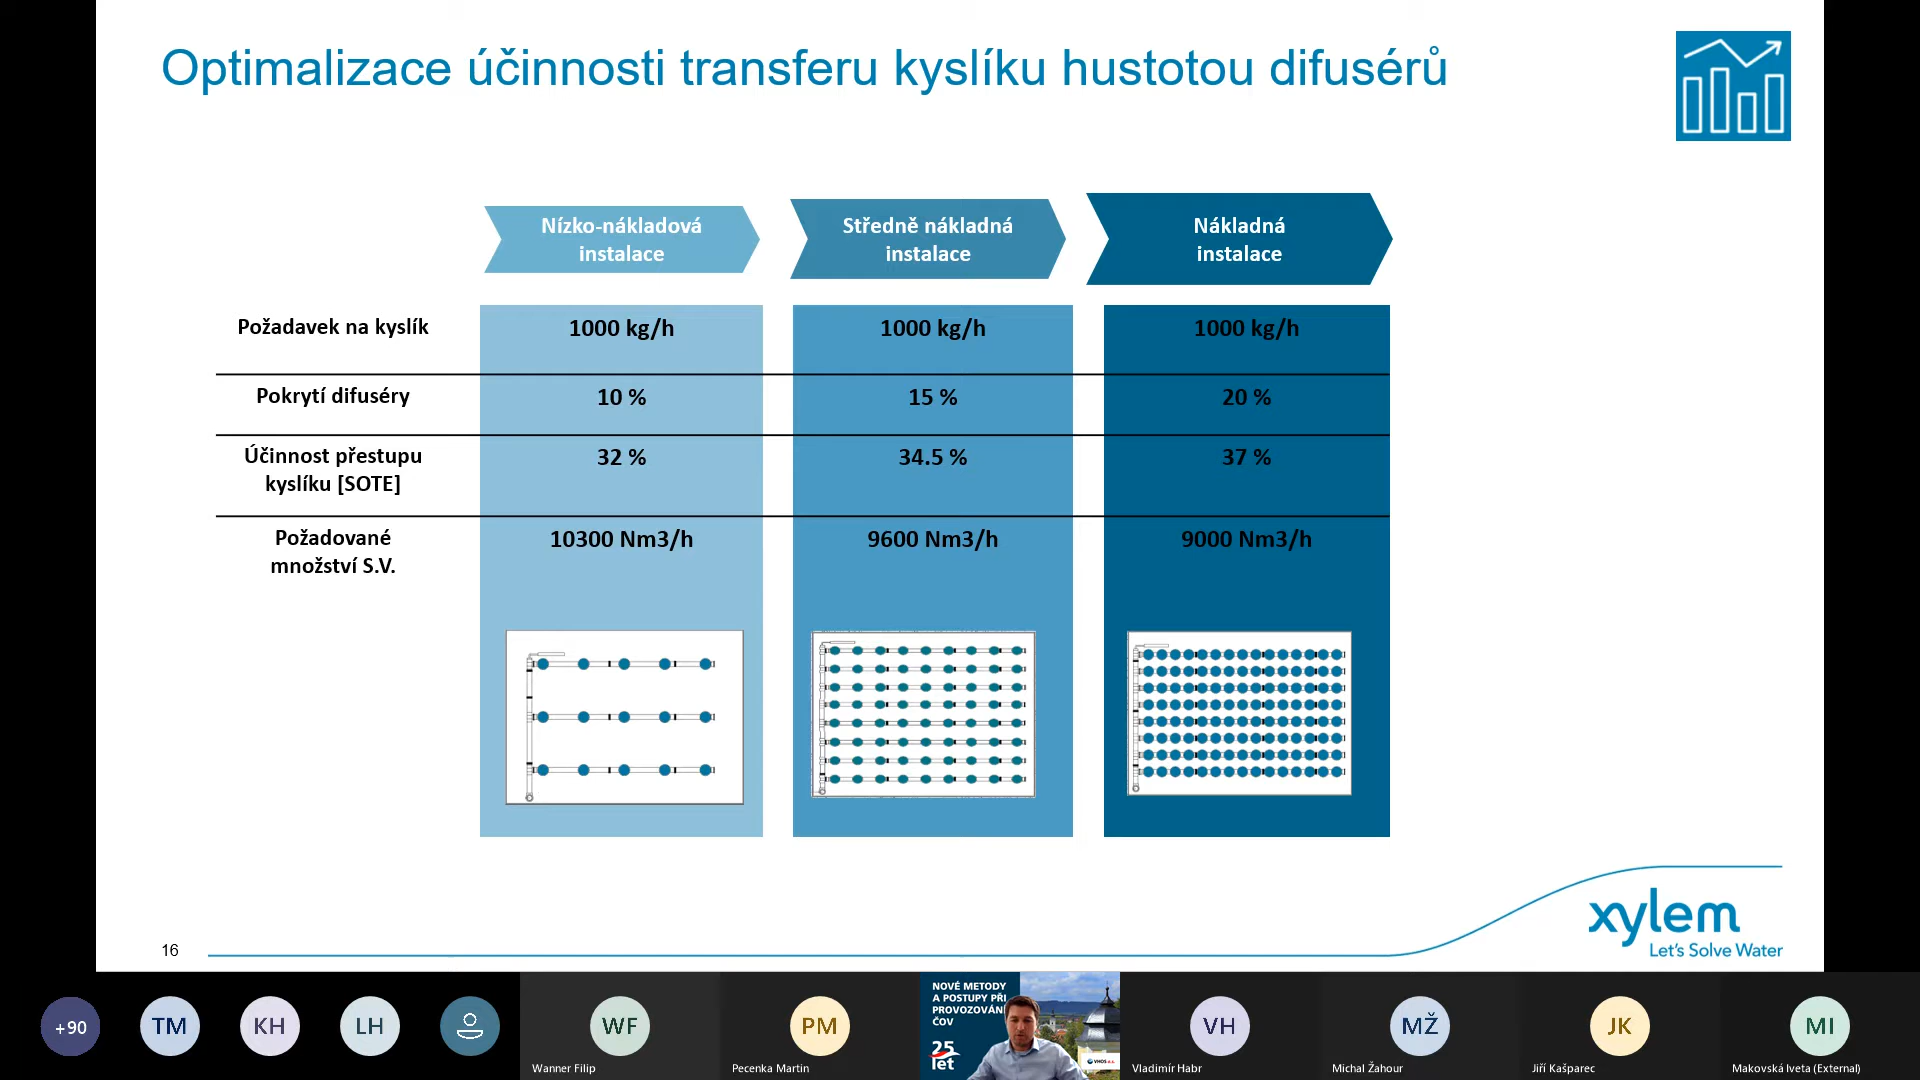 Optimalizace účinnosti transferu kyslíku hustotou difusérů
Nízko-nákladová
instalace
Středně nákladná
instalace
Nákladná
instalace
Požadavek na kyslík
1000 kg/h
1000 kg/h
1000 kg/h
Pokrytí difuséry
10 %
15 %
20 %
Účinnost přestupu
kyslíku [SOTE]
32 %
34.5 %
37 %
Požadované
množství S.V.
10300 Nm3/h
9600 Nm3/h
9000 Nm3/h
xylem
Let's Solve Water
16
+90
TM
KH
LH
WF
Wanner Filip
PM
Pecenka Martin
NOVÉ METODY
A POSTUPY PŘI
PROVOZOVÁN
ČOV
25
let
VHOS a.s.
VH
Vladimír Habr
MŽ
Michal Žahour
JK
Jiří Kašparec
MI
Makovská Iveta (External)